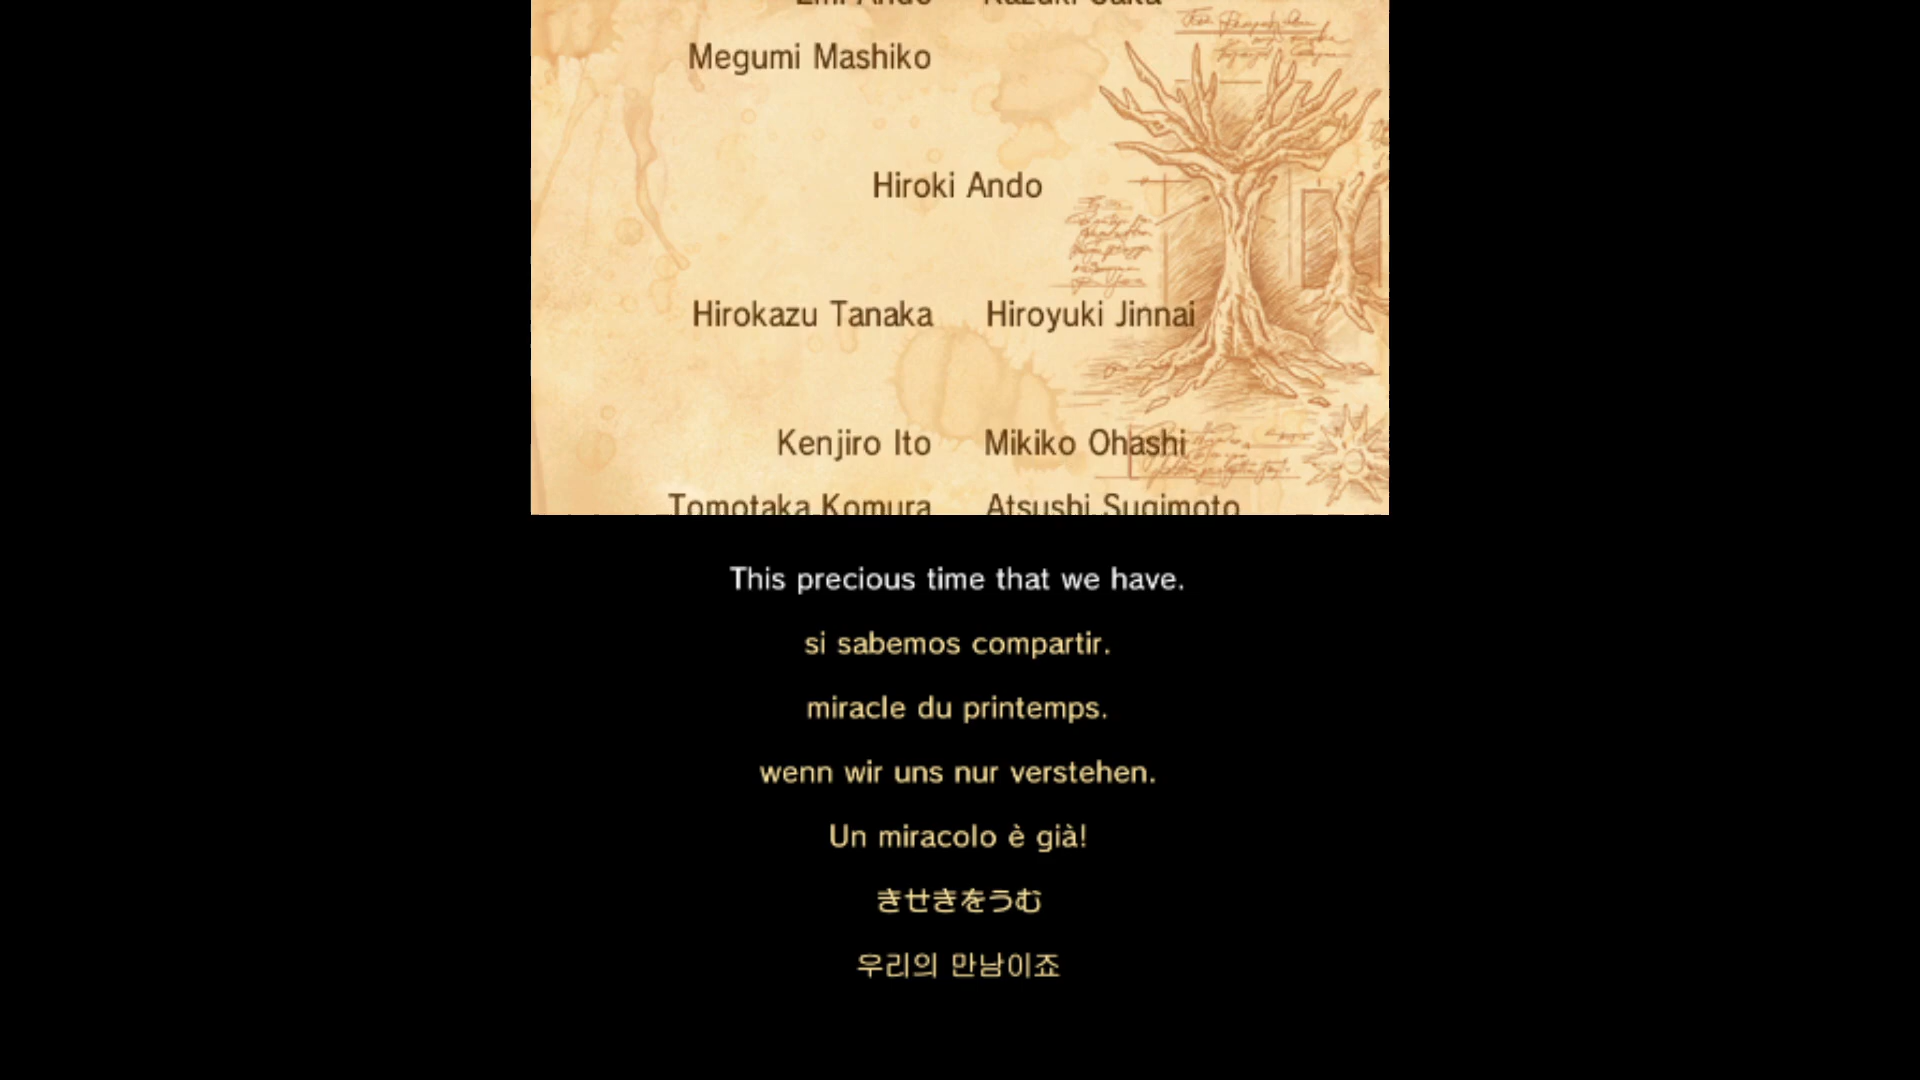 Megumi Mashiko
Hiroki Ando
Hirokazu Tanaka Hiroyuki Jinnai
Kenjiro Ito Mikiko Ohashi
Tomotaka Komura Atsushi Sugimoto
This precious time that we have.
si sabemos compartir.
miracle du printemps.
wenn wir uns nur verstehen.
Un miracolo è già!
きせきをうむ
우리의 만남이죠